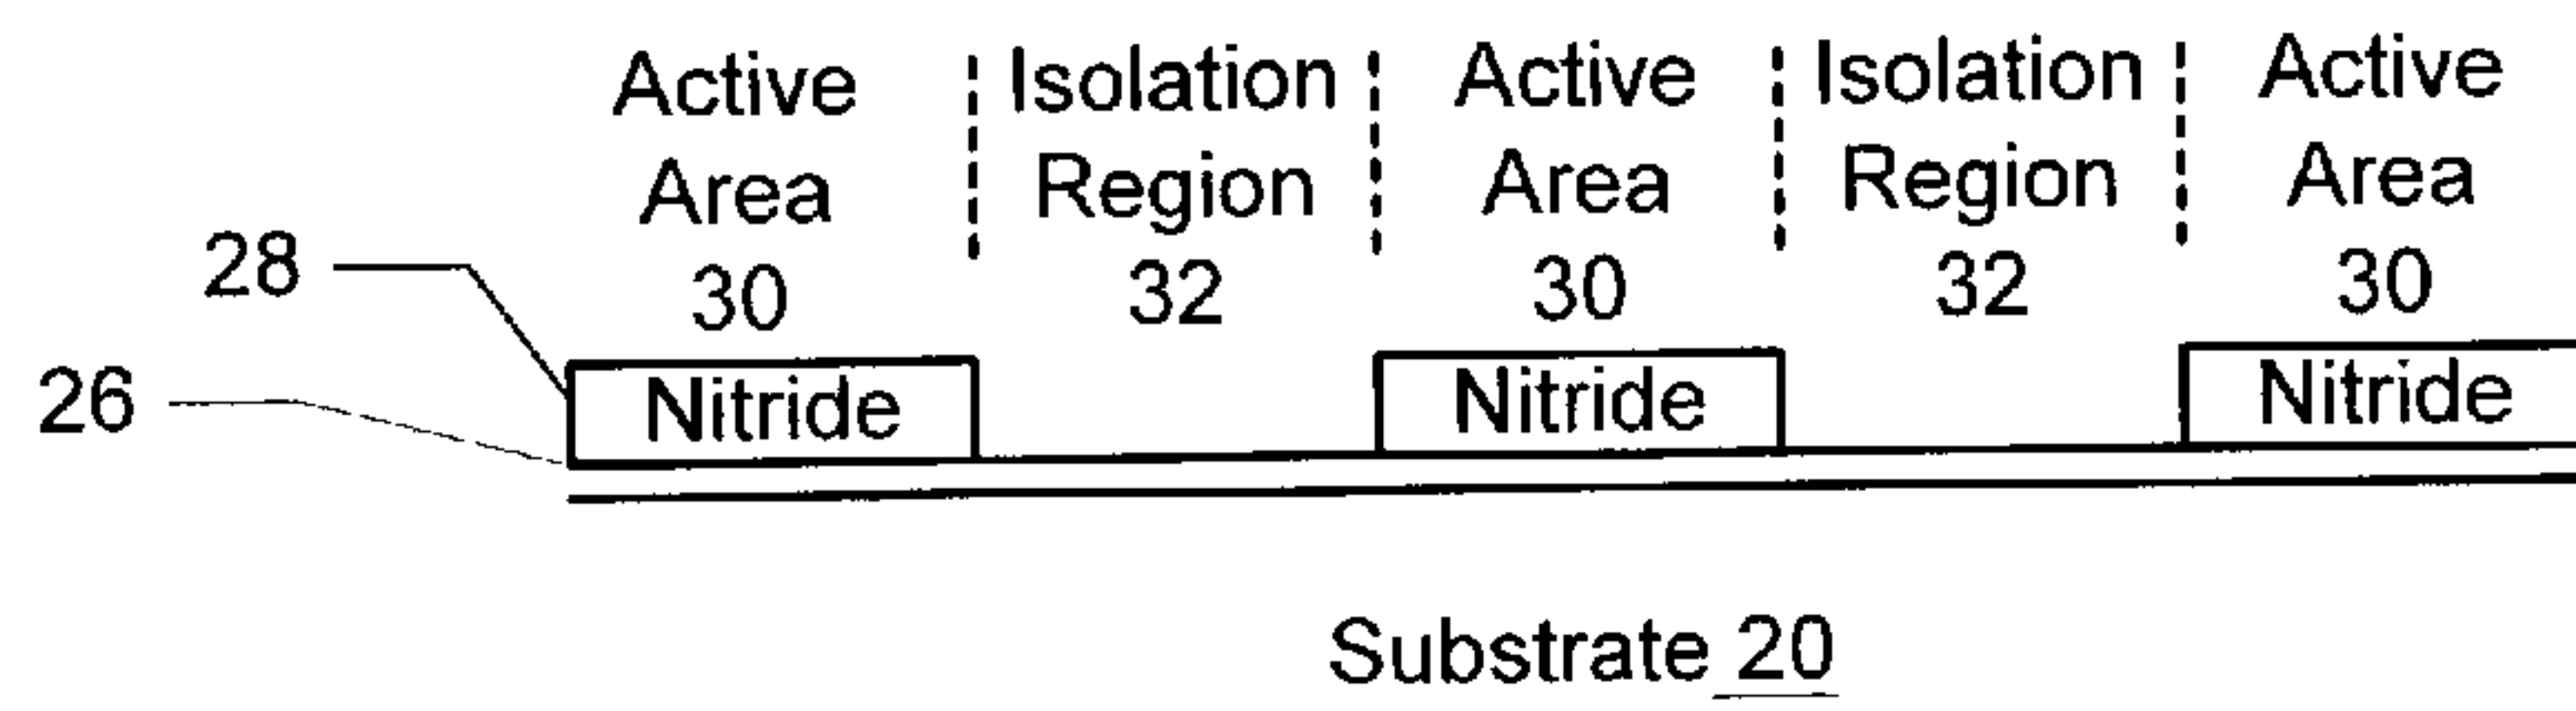 Active Isolation Active Isolation Active
Area Region Area Region Area
28 30 32 30 32 30
26 Nitride Nitride Nitride
Substrate 20